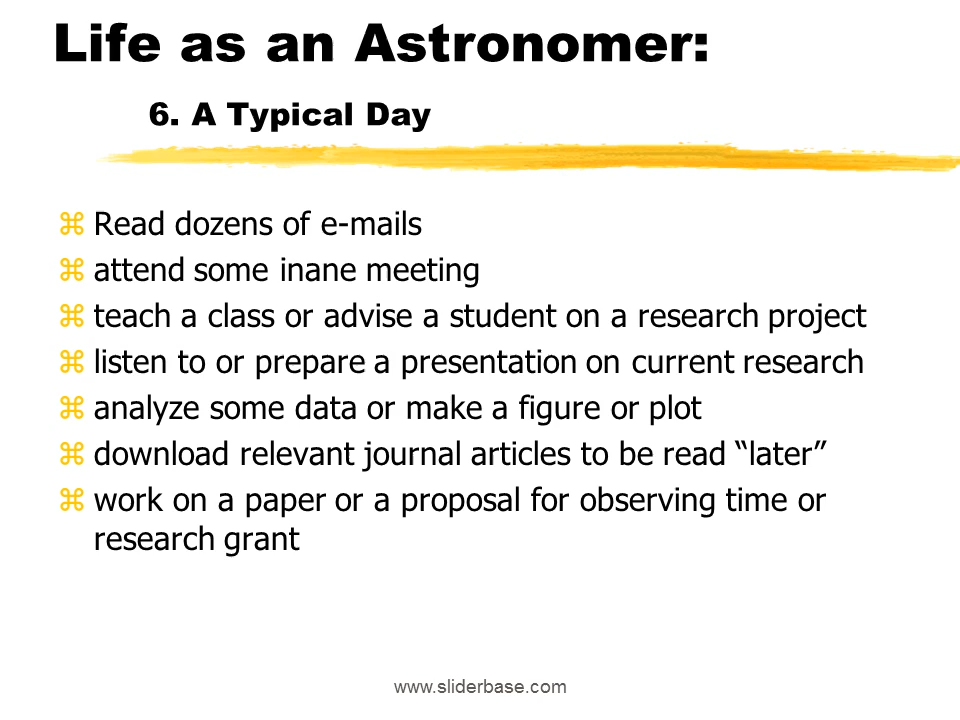 Life as an Astronomer:
6. A Typical Day
Read dozens of e-mails
attend some inane meeting
teach a class or advise a student on a research project
listen to or prepare a presentation on current research
analyze some data or make a figure or plot
download relevant journal articles to be read “later”
work on a paper or a proposal for observing time or
research grant
www.sliderbase.com